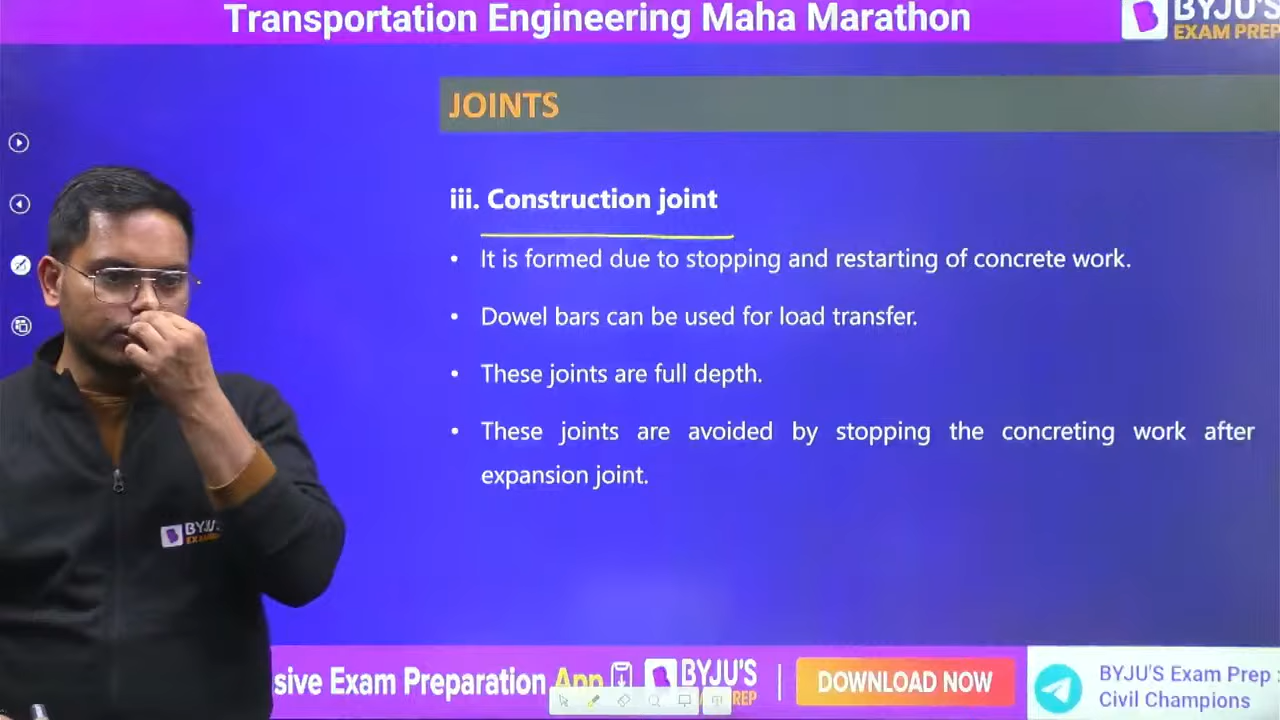 Transportation Engineering Maha Marathon
BYJU'S
EXAM PREP
JOINTS
iii. Construction joint
• It is formed due to stopping and restarting of concrete work.
• Dowel bars can be used for load transfer.
• These joints are full depth.
• These joints are avoided by stopping the concreting work after
expansion joint.
BYJU'S
sive Exam Preparation App
BYJU'S
PREP
DOWNLOAD NOW
BYJU'S Exam Prep :
Civil Champions